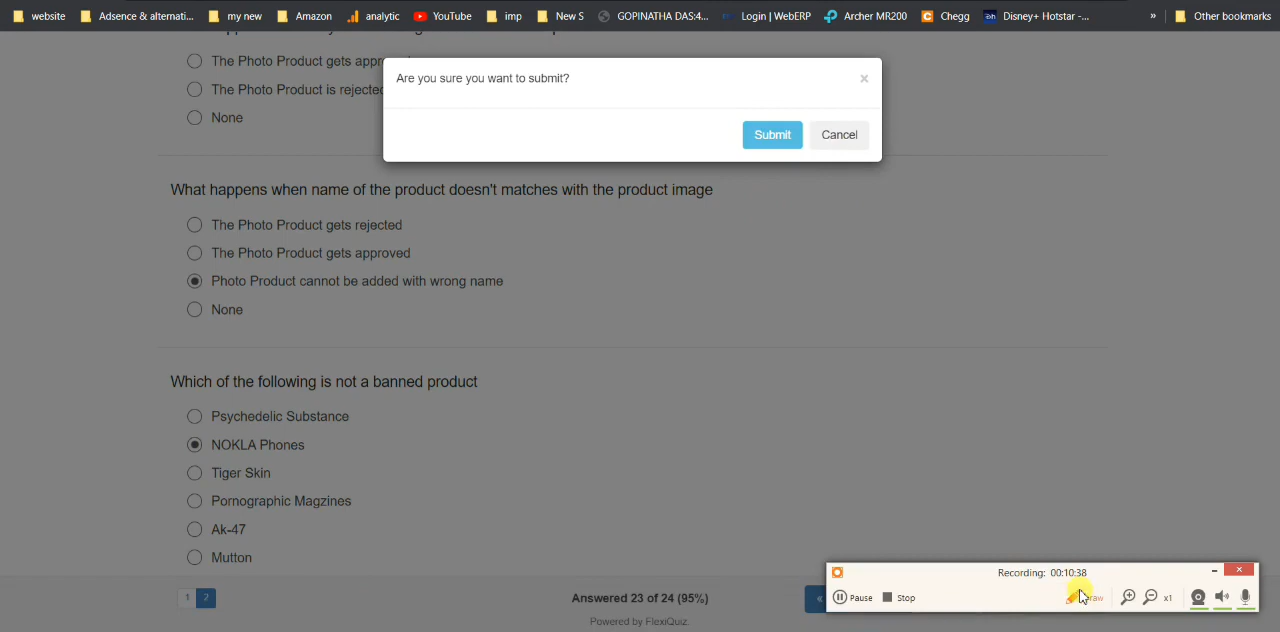 website Adsence & alternati... my new Amazon analytic YouTube imp New S GOPINATHA DAS:4... Login | WebERP Archer MR200 Chegg Disney+ Hotstar -... » Other bookmarks
The Photo Product gets
The Photo Product is
None
Are you sure you want to submit? ×
Submit Cancel
What happens when name of the product doesn't matches with the product image
The Photo Product gets rejected
The Photo Product gets approved
Photo Product cannot be added with wrong name
None
Which of the following is not a banned product
Psychedelic Substance
NOKLA Phones
Tiger Skin
Pornographic Magzines
Ak-47
Mutton
1 2 Answered 23 of 24 (95%) «
Powered by FlexiQuiz.
Recording: 00:10:38
Pause Stop x1